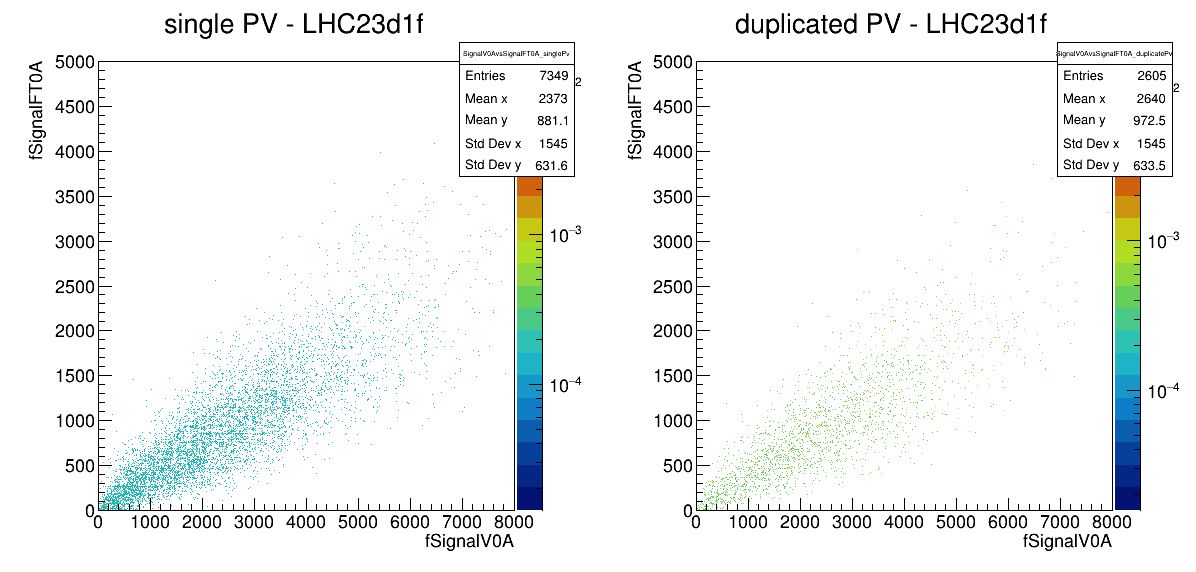 single PV - LHC23d1f
SignalV0AvsSignalFT0A_singlePv
Entries 7349
Mean x 2373
Mean y 881.1
Std Dev x 1545
Std Dev y 631.6
fSignalFT0A
5000
4500
4000
3500
3000
2500
2000
1500
1000
500
0
0 1000 2000 3000 4000 5000 6000 7000 8000
fSignalV0A
2
10−3
10−4
duplicated PV - LHC23d1f
SignalV0AvsSignalFT0A_duplicatePv
Entries 2605
Mean x 2640
Mean y 972.5
Std Dev x 1545
Std Dev y 633.5
fSignalFT0A
5000
4500
4000
3500
3000
2500
2000
1500
1000
500
0
0 1000 2000 3000 4000 5000 6000 7000 8000
fSignalV0A
2
10−3
10−4